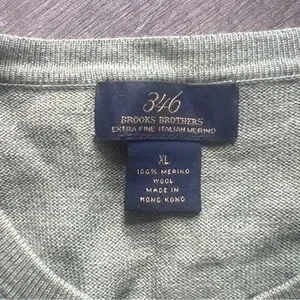 346
BROOKS BROTHERS
EXTRA FINE ITALIAN MERINO
XL
100% MERINO
WOOL
MADE IN
HONG KONG